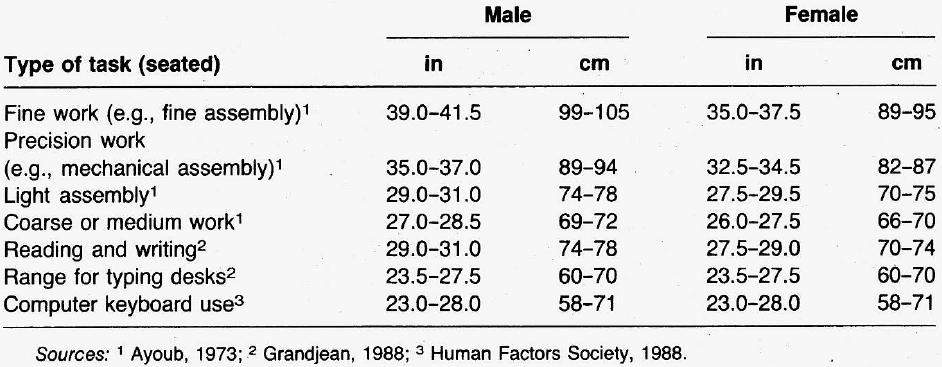 Male Female
Type of task (seated) in cm in cm
Fine work (e.g., fine assembly)¹ 39.0–41.5 99–105 35.0–37.5 89–95
Precision work
(e.g., mechanical assembly)¹ 35.0–37.0 89–94 32.5–34.5 82–87
Light assembly¹ 29.0–31.0 74–78 27.5–29.5 70–75
Coarse or medium work¹ 27.0–28.5 69–72 26.0–27.5 66–70
Reading and writing² 29.0–31.0 74–78 27.5–29.0 70–74
Range for typing desks² 23.5–27.5 60–70 23.5–27.5 60–70
Computer keyboard use³ 23.0–28.0 58–71 23.0–28.0 58–71
Sources: ¹ Ayoub, 1973; ² Grandjean, 1988; ³ Human Factors Society, 1988.